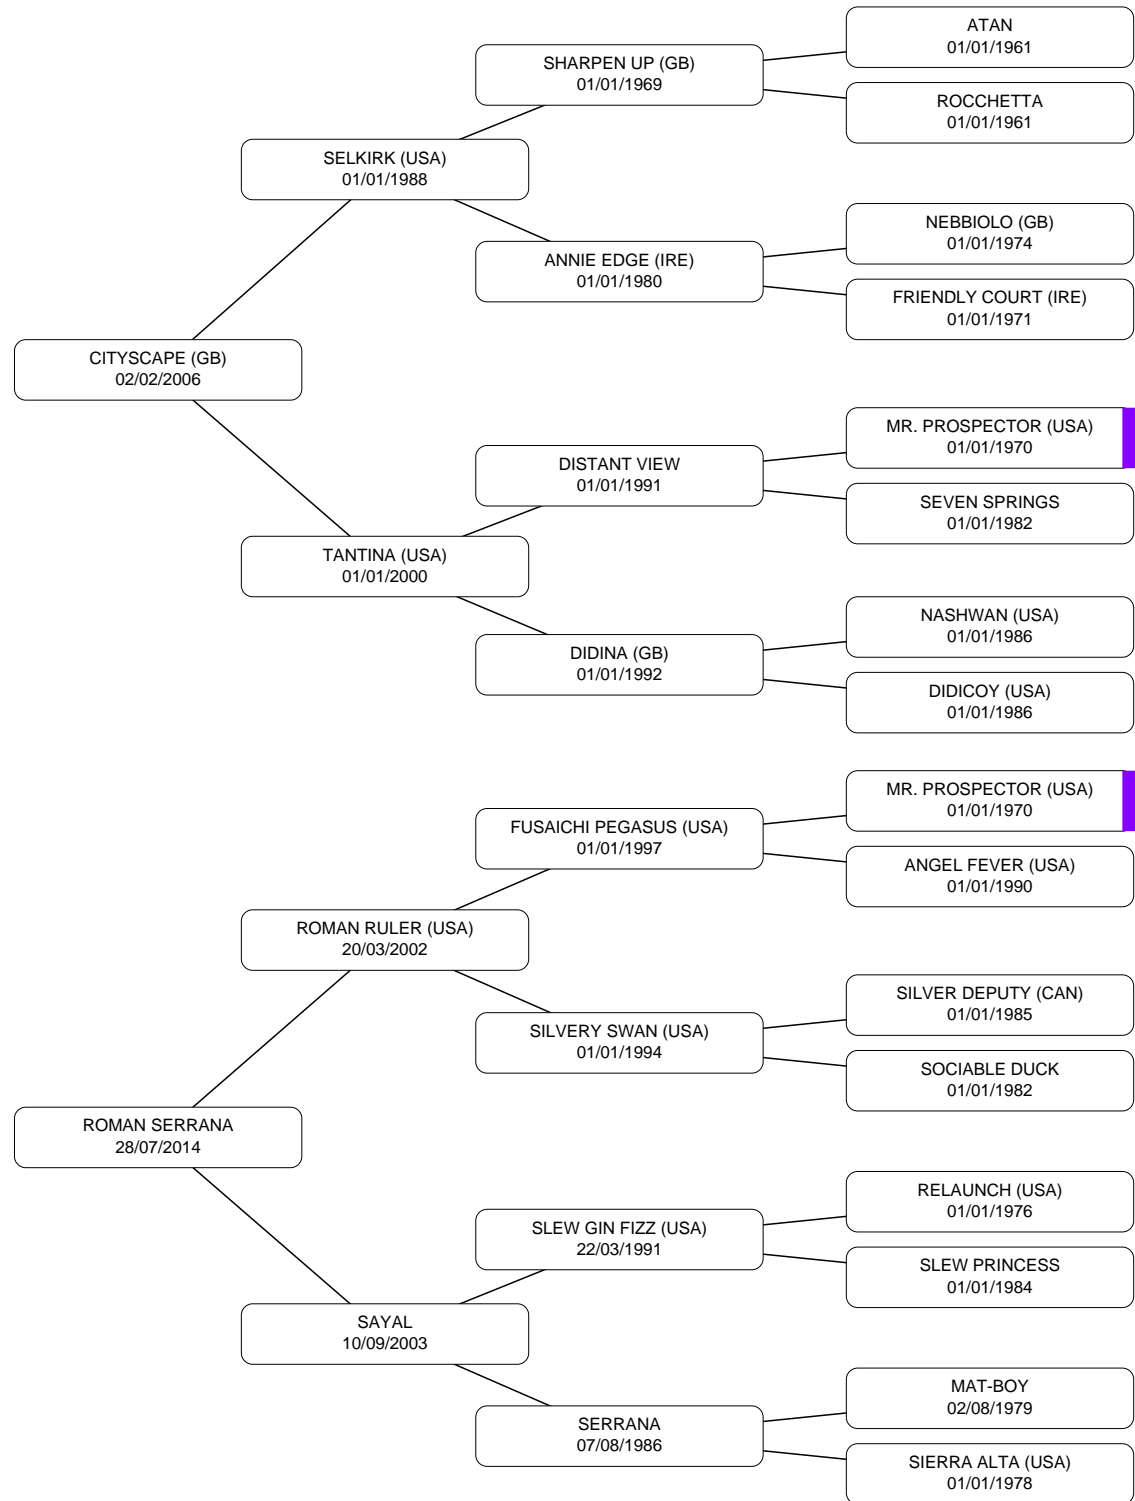 ATAN
01/01/1961
SHARPEN UP (GB)
01/01/1969
ROCCHETTA
01/01/1961
SELKIRK (USA)
01/01/1988
NEBBIOLO (GB)
01/01/1974
ANNIE EDGE (IRE)
01/01/1980
FRIENDLY COURT (IRE)
01/01/1971
CITYSCAPE (GB)
02/02/2006
MR. PROSPECTOR (USA)
01/01/1970
DISTANT VIEW
01/01/1991
SEVEN SPRINGS
01/01/1982
TANTINA (USA)
01/01/2000
NASHWAN (USA)
01/01/1986
DIDINA (GB)
01/01/1992
DIDICOY (USA)
01/01/1986
MR. PROSPECTOR (USA)
01/01/1970
FUSAICHI PEGASUS (USA)
01/01/1997
ANGEL FEVER (USA)
01/01/1990
ROMAN RULER (USA)
20/03/2002
SILVER DEPUTY (CAN)
01/01/1985
SILVERY SWAN (USA)
01/01/1994
SOCIABLE DUCK
01/01/1982
ROMAN SERRANA
28/07/2014
RELAUNCH (USA)
01/01/1976
SLEW GIN FIZZ (USA)
22/03/1991
SLEW PRINCESS
01/01/1984
SAYAL
10/09/2003
MAT-BOY
02/08/1979
SERRANA
07/08/1986
SIERRA ALTA (USA)
01/01/1978